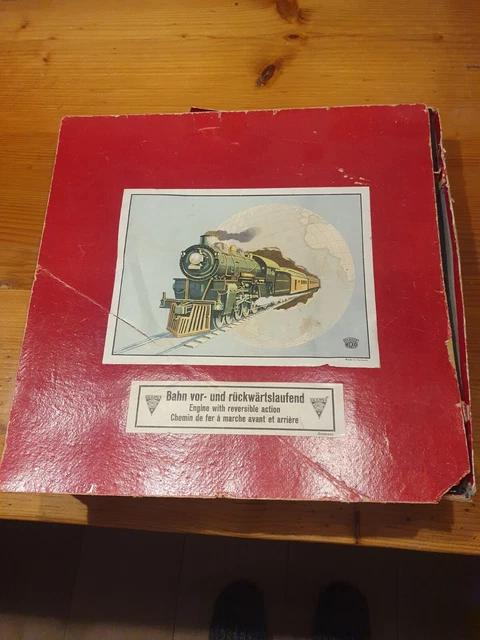 Bahn vor- und rückwärtslaufend
Engine with reversible action
Chemin de fer à marche avant et arrière